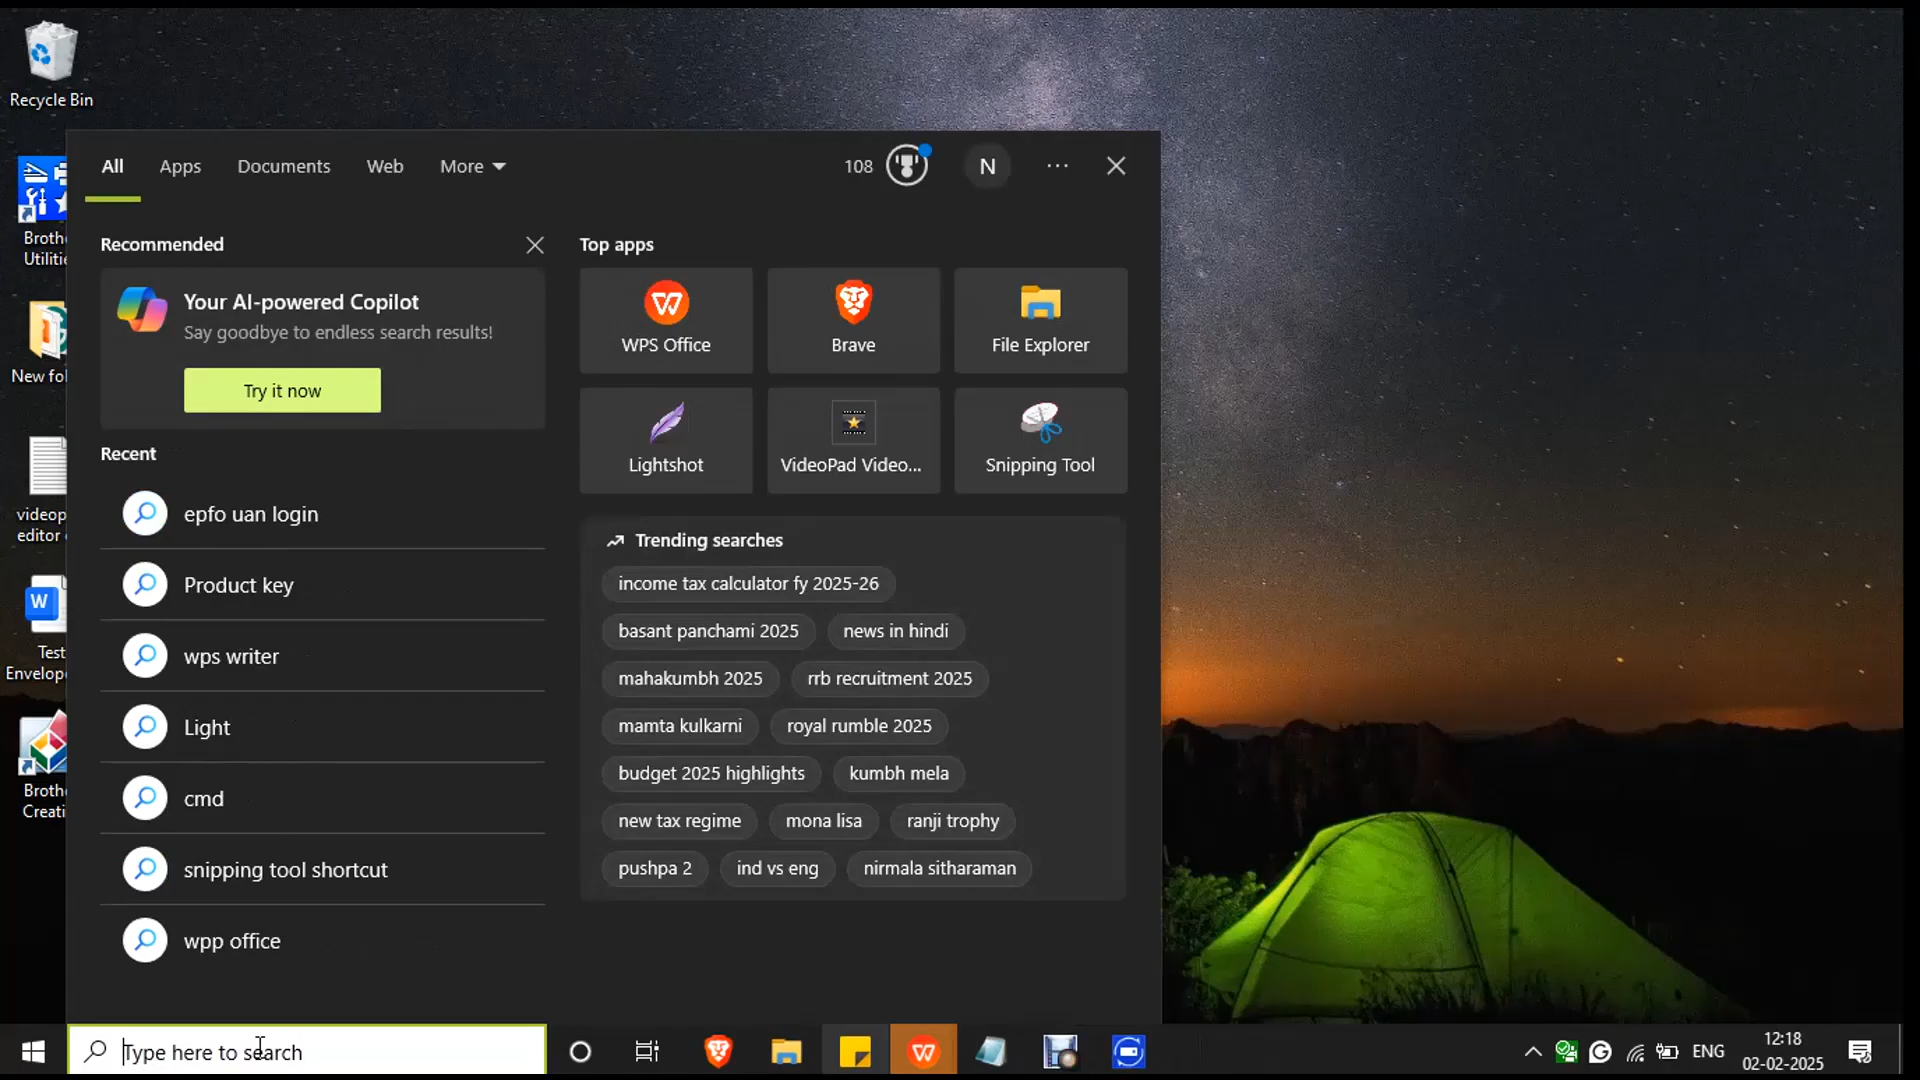 Recycle Bin
Broth
Utilitie
New fol
videop
editor
Test
Envelop
Broth
Creati
All
Apps
Documents
Web
More
108
N
Recommended
Your AI-powered Copilot
Say goodbye to endless search results!
Try it now
Recent
epfo uan login
Product key
wps writer
Light
cmd
snipping tool shortcut
wpp office
Top apps
WPS Office
Brave
File Explorer
Lightshot
VideoPad Video...
Snipping Tool
Trending searches
income tax calculator fy 2025-26
basant panchami 2025
news in hindi
mahakumbh 2025
rrb recruitment 2025
mamta kulkarni
royal rumble 2025
budget 2025 highlights
kumbh mela
new tax regime
mona lisa
ranji trophy
pushpa 2
ind vs eng
nirmala sitharaman
Type here to search
ENG
12:18
02-02-2025